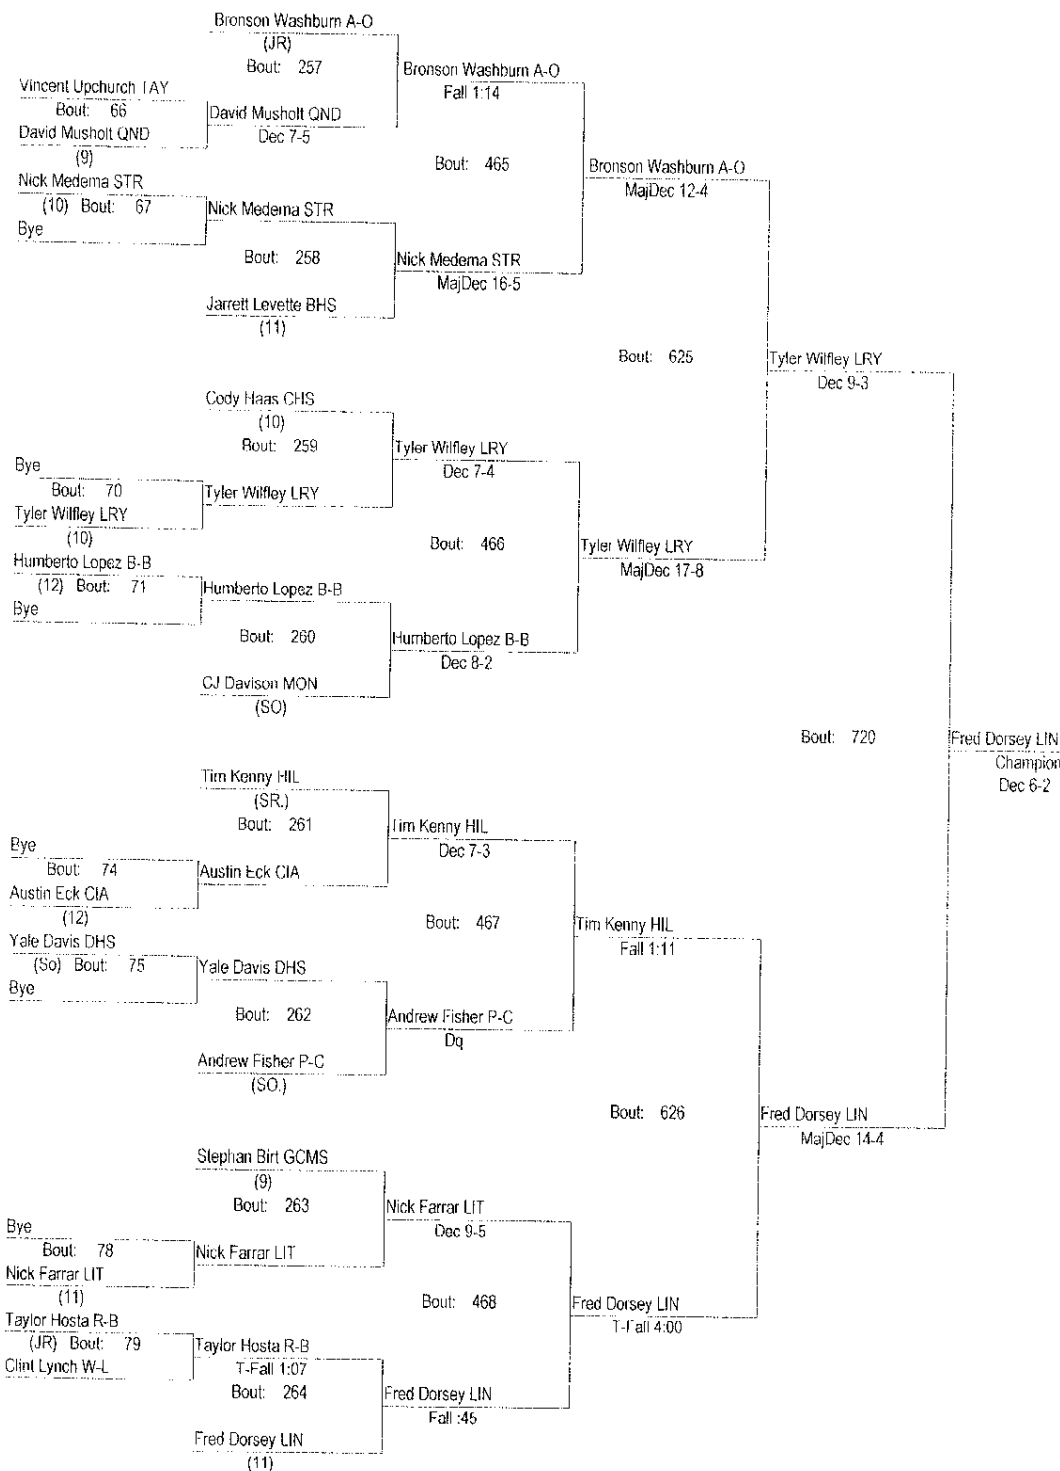 Bronson Washburn A-O
(JR)
Bout: 257
Bronson Washburn A-O
Fall 1:14
Vincent Upchurch TAY
Bout: 66
David Musholt QND
(9)
David Musholt QND
Dec 7-5
Bout: 465
Bronson Washburn A-O
MajDec 12-4
Nick Medema STR
(10) Bout: 67
Bye
Nick Medema STR
Bout: 258
Nick Medema STR
MajDec 16-5
Jarrett Levette BHS
(11)
Bout: 625
Tyler Wilfley LRY
Dec 9-3
Cody Haas CHS
(10)
Bout: 259
Tyler Wilfley LRY
Dec 7-4
Bye
Bout: 70
Tyler Wilfley LRY
(10)
Tyler Wilfley LRY
Bout: 466
Tyler Wilfley LRY
MajDec 17-8
Humberto Lopez B-B
(12) Bout: 71
Bye
Humberto Lopez B-B
Bout: 260
Humberto Lopez B-B
Dec 8-2
CJ Davison MON
(SO)
Bout: 720
Fred Dorsey LIN
Champion
Dec 6-2
Tim Kenny HIL
(SR.)
Bout: 261
Tim Kenny HIL
Dec 7-3
Bye
Bout: 74
Austin Eck CIA
(12)
Austin Eck CIA
Bout: 467
Tim Kenny HIL
Fall 1:11
Yale Davis DHS
(So) Bout: 75
Bye
Yale Davis DHS
Bout: 262
Andrew Fisher P-C
Dq
Andrew Fisher P-C
(SO.)
Bout: 626
Fred Dorsey LIN
MajDec 14-4
Stephan Birt GCMS
(9)
Bout: 263
Nick Farrar LIT
Dec 9-5
Bye
Bout: 78
Nick Farrar LIT
(11)
Nick Farrar LIT
Bout: 468
Fred Dorsey LIN
T-Fall 4:00
Taylor Hosta R-B
(JR) Bout: 79
Clint Lynch W-L
Taylor Hosta R-B
T-Fall 1:07
Bout: 264
Fred Dorsey LIN
Fall :45
Fred Dorsey LIN
(11)